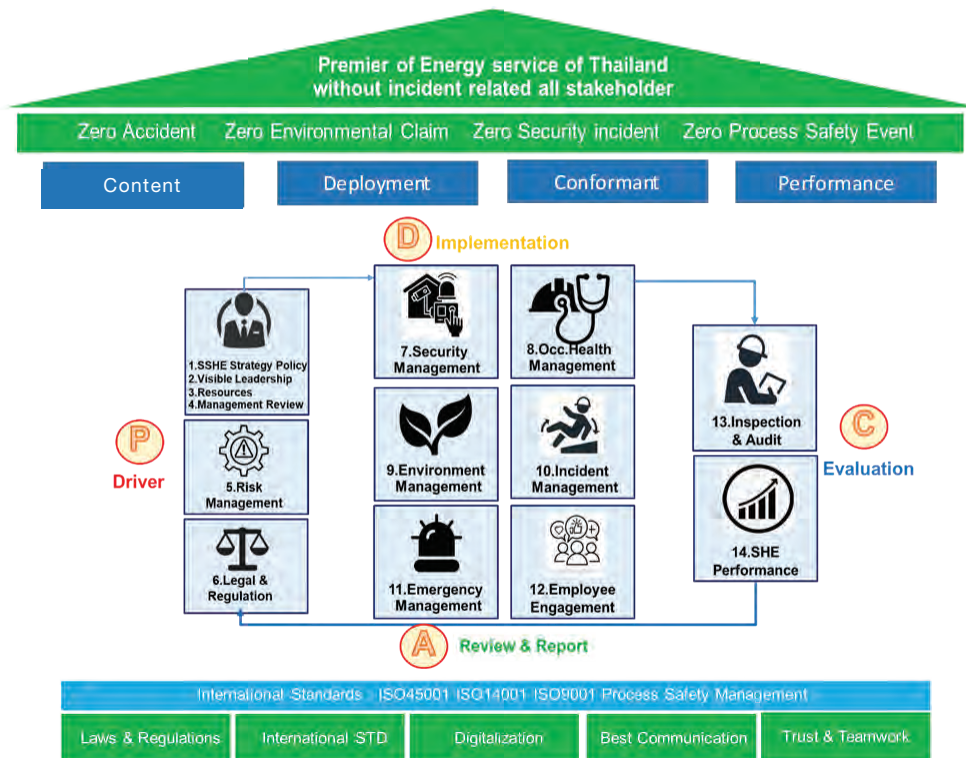 Premier of Energy service of Thailand
without incident related all stakeholder
Zero Accident Zero Environmental Claim Zero Security incident Zero Process Safety Event
Content
Deployment
Conformant
Performance
D
Implementation
1.SSHE Strategy Policy
2.Visible Leadership
3.Resources
4.Management Review
7.Security
Management
8.Occ.Health
Management
13.Inspection
& Audit
P
Driver
5.Risk
Management
9.Environment
Management
10.Incident
Management
C
Evaluation
6.Legal &
Regulation
11.Emergency
Management
12.Employee
Engagement
14.SHE
Performance
A
Review & Report
International Standards : ISO45001 ISO14001 ISO9001 Process Safety Management
Laws & Regulations
International STD
Digitalization
Best Communication
Trust & Teamwork